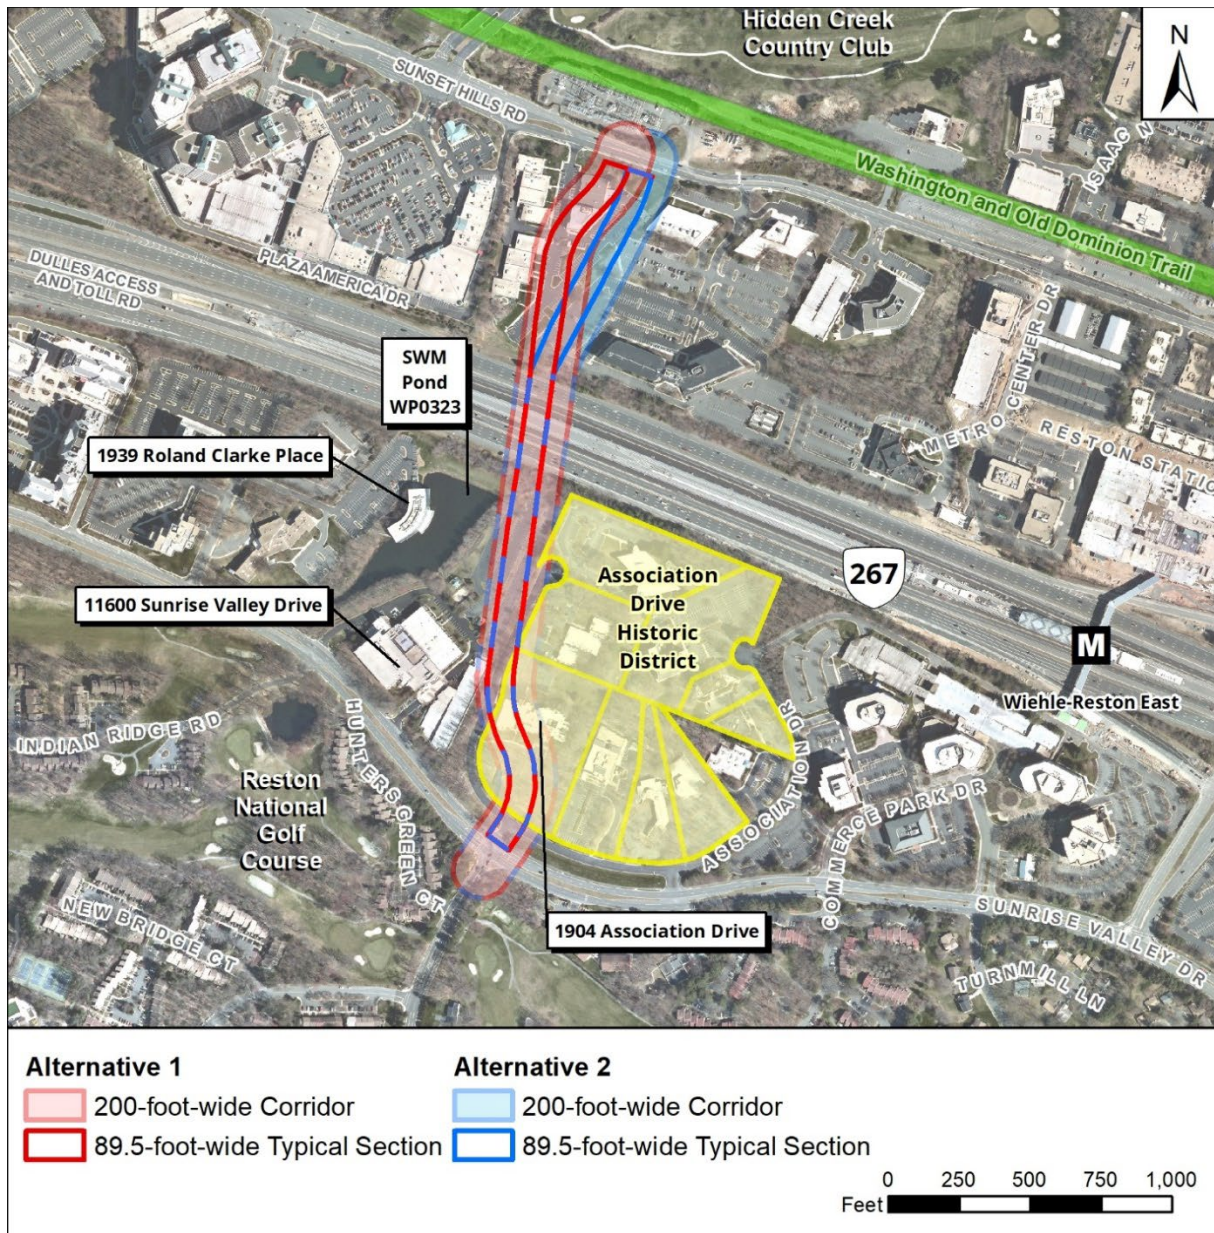 Hidden Creek
Country Club
N
SUNSET HILLS RD
ISAAC N
Washington and Old Dominion Trail
DULLES ACCESS
AND TOLL RD
PLAZA AMERICA DR
METRO CENTER DR
SWM
Pond
WP0323
RESTON STATIO
1939 Roland Clarke Place
267
Association
Drive
Historic
District
11600 Sunrise Valley Drive
M
Wiehle-Reston East
INDIAN RIDGE RD
HUNTERS GREEN CT
Reston
National
Golf
Course
ASSOCIATION DR
COMMERCE PARK DR
NEW BRIDGE CT
1904 Association Drive
SUNRISE VALLEY DR
TURNMILL LN
Alternative 1
200-foot-wide Corridor
89.5-foot-wide Typical Section
Alternative 2
200-foot-wide Corridor
89.5-foot-wide Typical Section
0 250 500 750 1,000
Feet